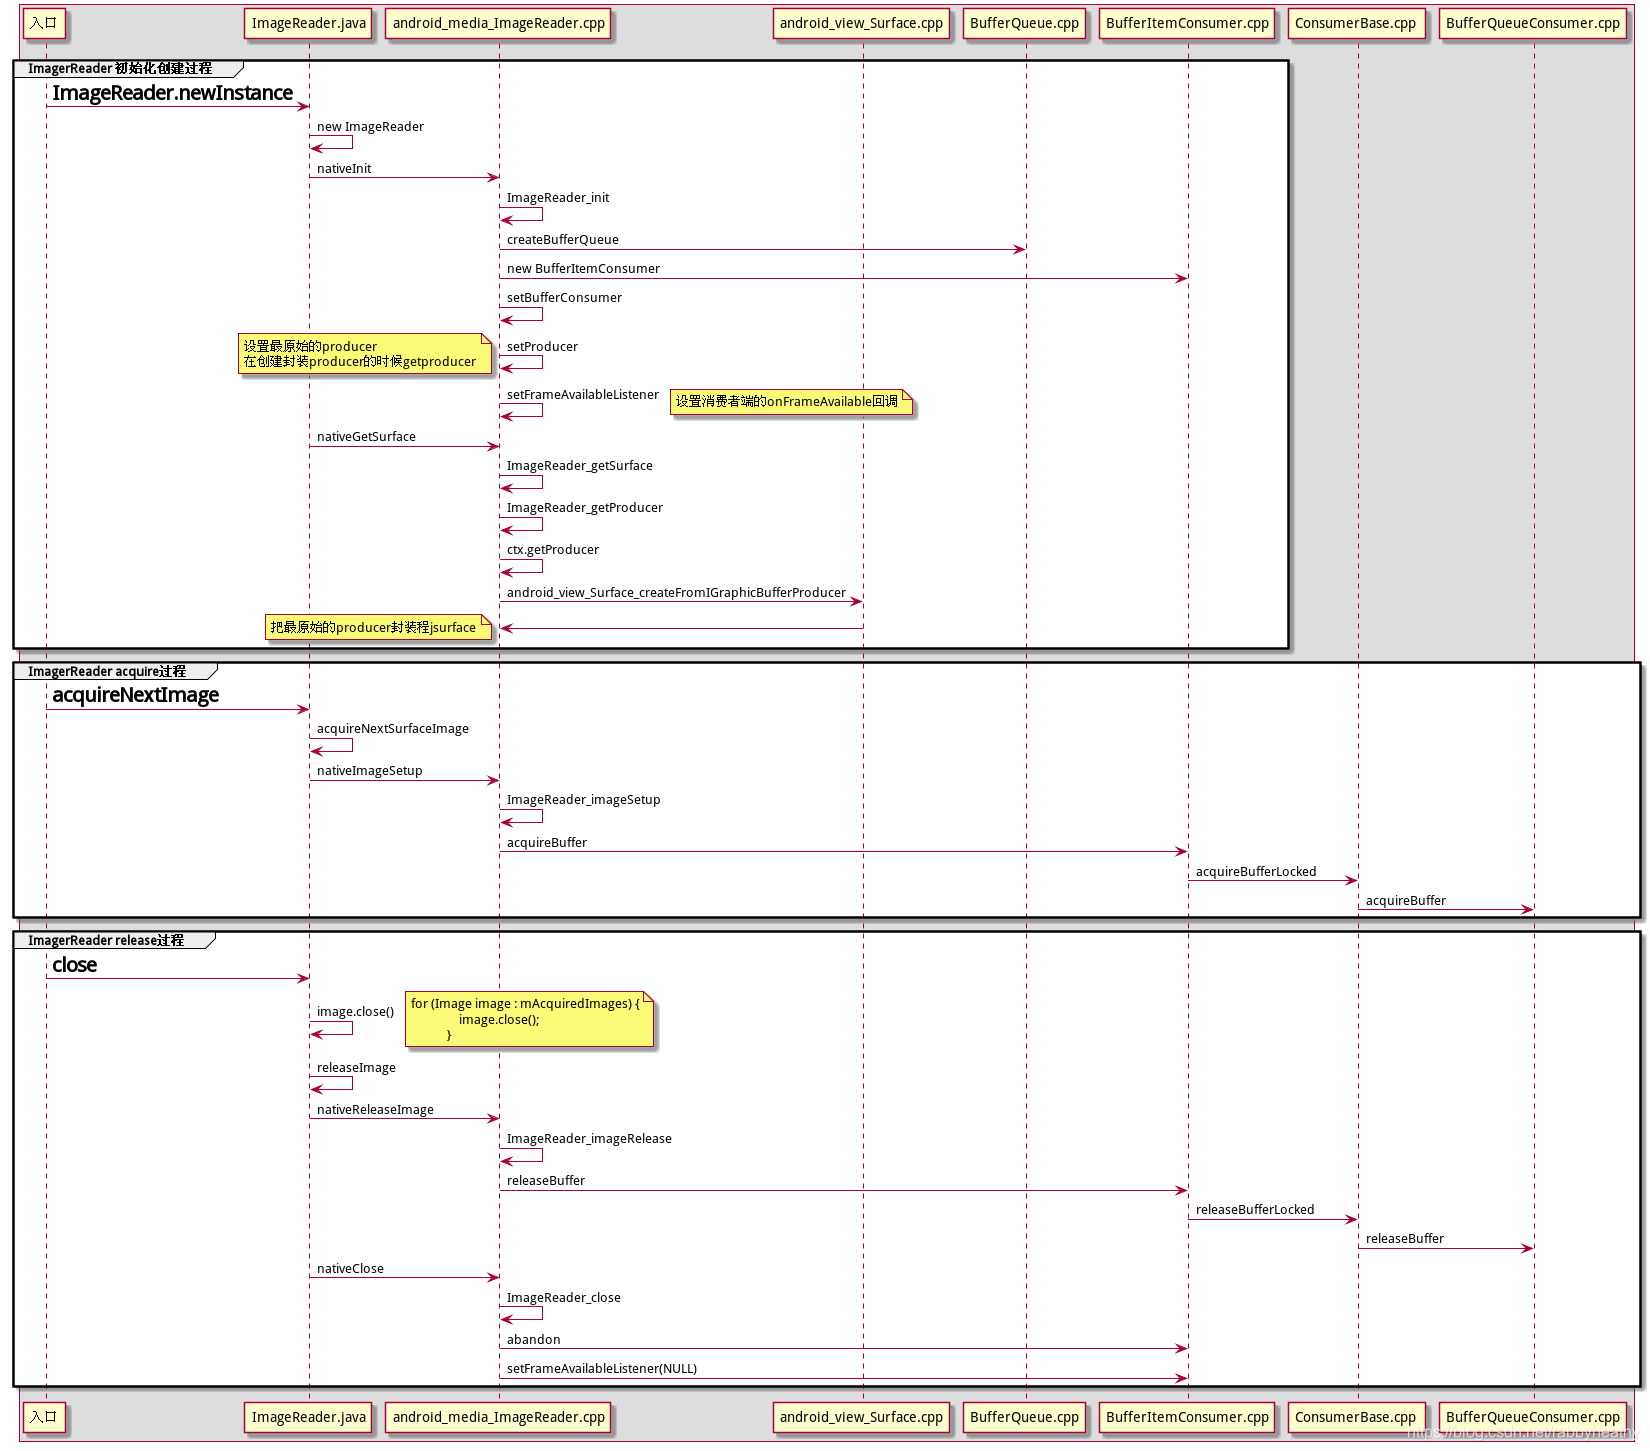 入口
ImageReader.java
android_media_ImageReader.cpp
android_view_Surface.cpp
BufferQueue.cpp
BufferItemConsumer.cpp
ConsumerBase.cpp
BufferQueueConsumer.cpp
ImagerReader 初始化创建过程
ImageReader.newInstance
new ImageReader
nativeInit
ImageReader_init
createBufferQueue
new BufferItemConsumer
setBufferConsumer
设置最原始的producer
在创建封装producer的时候getproducer
setProducer
setFrameAvailableListener
设置消费者端的onFrameAvailable回调
nativeGetSurface
ImageReader_getSurface
ImageReader_getProducer
ctx.getProducer
android_view_Surface_createFromIGraphicBufferProducer
把最原始的producer封装程jsurface
ImagerReader acquire过程
acquireNextImage
acquireNextSurfaceImage
nativeImageSetup
ImageReader_imageSetup
acquireBuffer
acquireBufferLocked
acquireBuffer
ImagerReader release过程
close
image.close()
for (Image image : mAcquiredImages) {
image.close();
}
releaseImage
nativeReleaseImage
ImageReader_imageRelease
releaseBuffer
releaseBufferLocked
releaseBuffer
nativeClose
ImageReader_close
abandon
setFrameAvailableListener(NULL)
入口
ImageReader.java
android_media_ImageReader.cpp
android_view_Surface.cpp
BufferQueue.cpp
BufferItemConsumer.cpp
ConsumerBase.cpp
BufferQueueConsumer.cpp